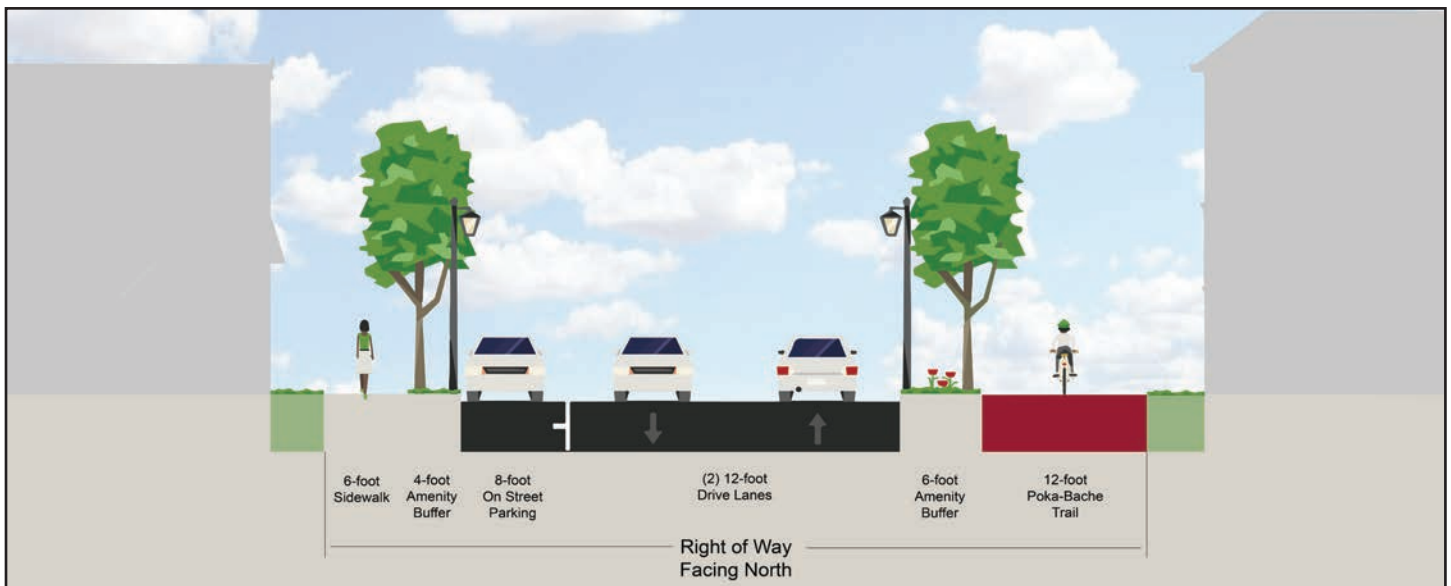 6-foot
Sidewalk
4-foot
Amenity
Buffer
8-foot
On Street
Parking
(2) 12-foot
Drive Lanes
6-foot
Amenity
Buffer
12-foot
Poka-Bache
Trail
Right of Way
Facing North